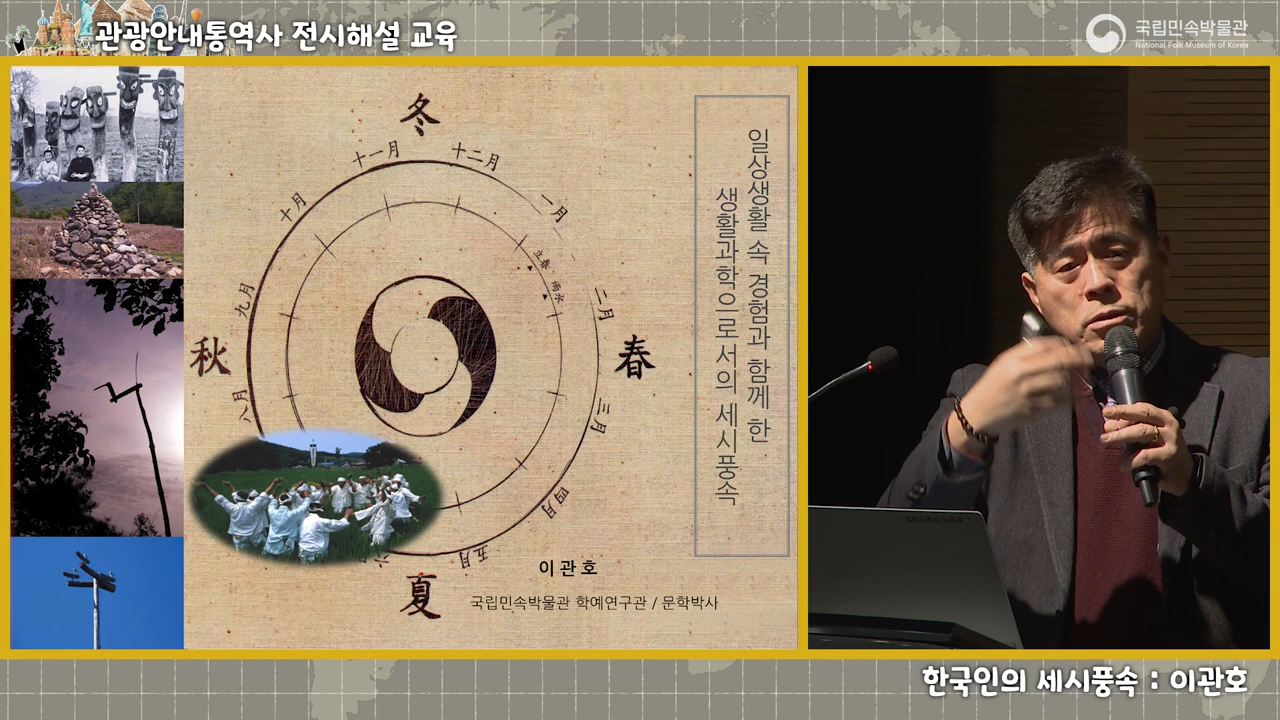 관광안내통역사 전시해설 교육
국립민속박물관
National Folk Museum of Korea
冬
十一月
十二月
十月
一月
立春
雨水
九月
二月
秋
春
八月
三月
四月
五月
六
夏
일상생활 속 경험과 함께 한
생활과학으로서의 세시풍속
이관호
국립민속박물관 학예연구관 / 문학박사
한국인의 세시풍속 : 이관호